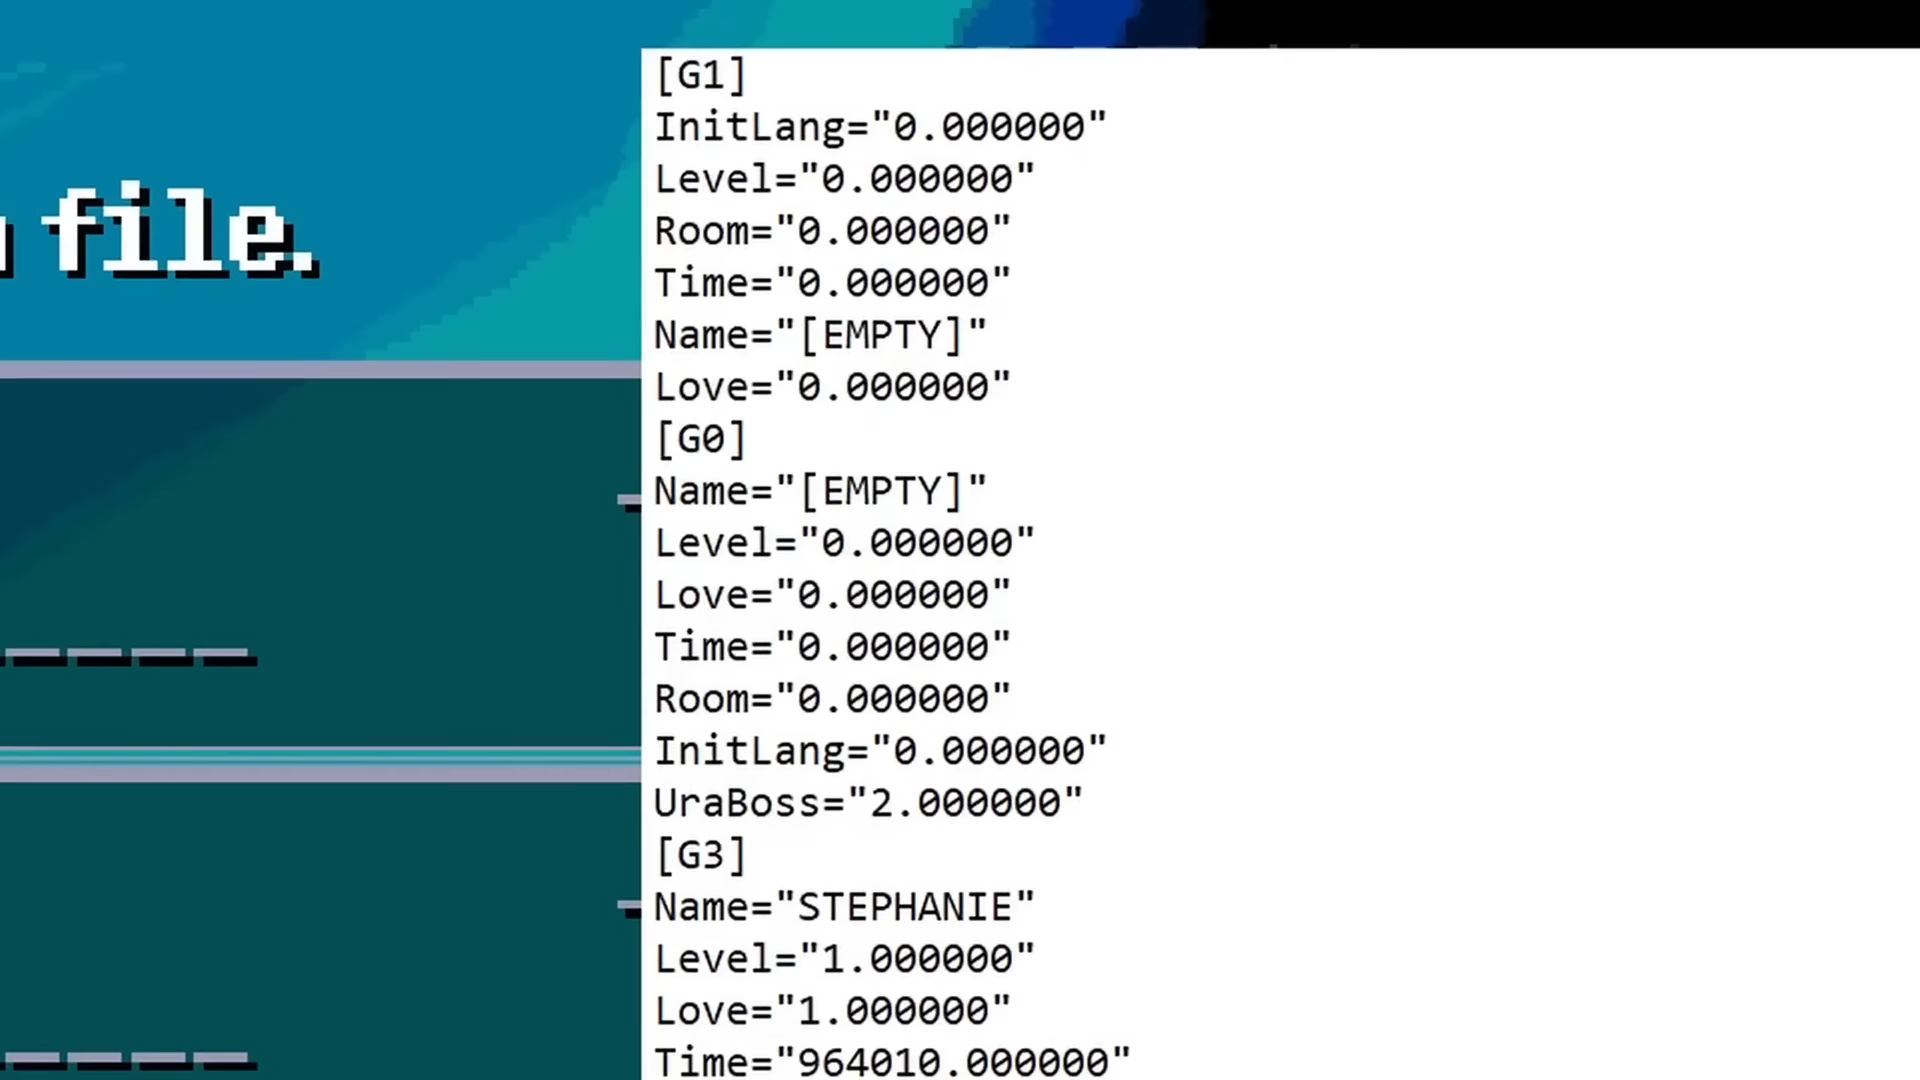 file.
[G1]
InitLang="0.000000"
Level="0.000000"
Room="0.000000"
Time="0.000000"
Name="[EMPTY]"
Love="0.000000"
[G0]
Name="[EMPTY]"
Level="0.000000"
Love="0.000000"
Time="0.000000"
Room="0.000000"
InitLang="0.000000"
UraBoss="2.000000"
[G3]
Name="STEPHANIE"
Level="1.000000"
Love="1.000000"
Time="964010.000000"